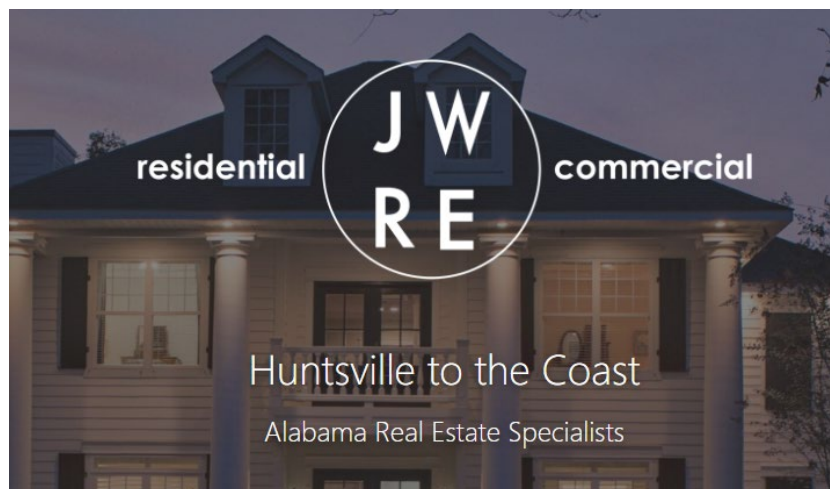 J W
residential commercial
R E
Huntsville to the Coast
Alabama Real Estate Specialists